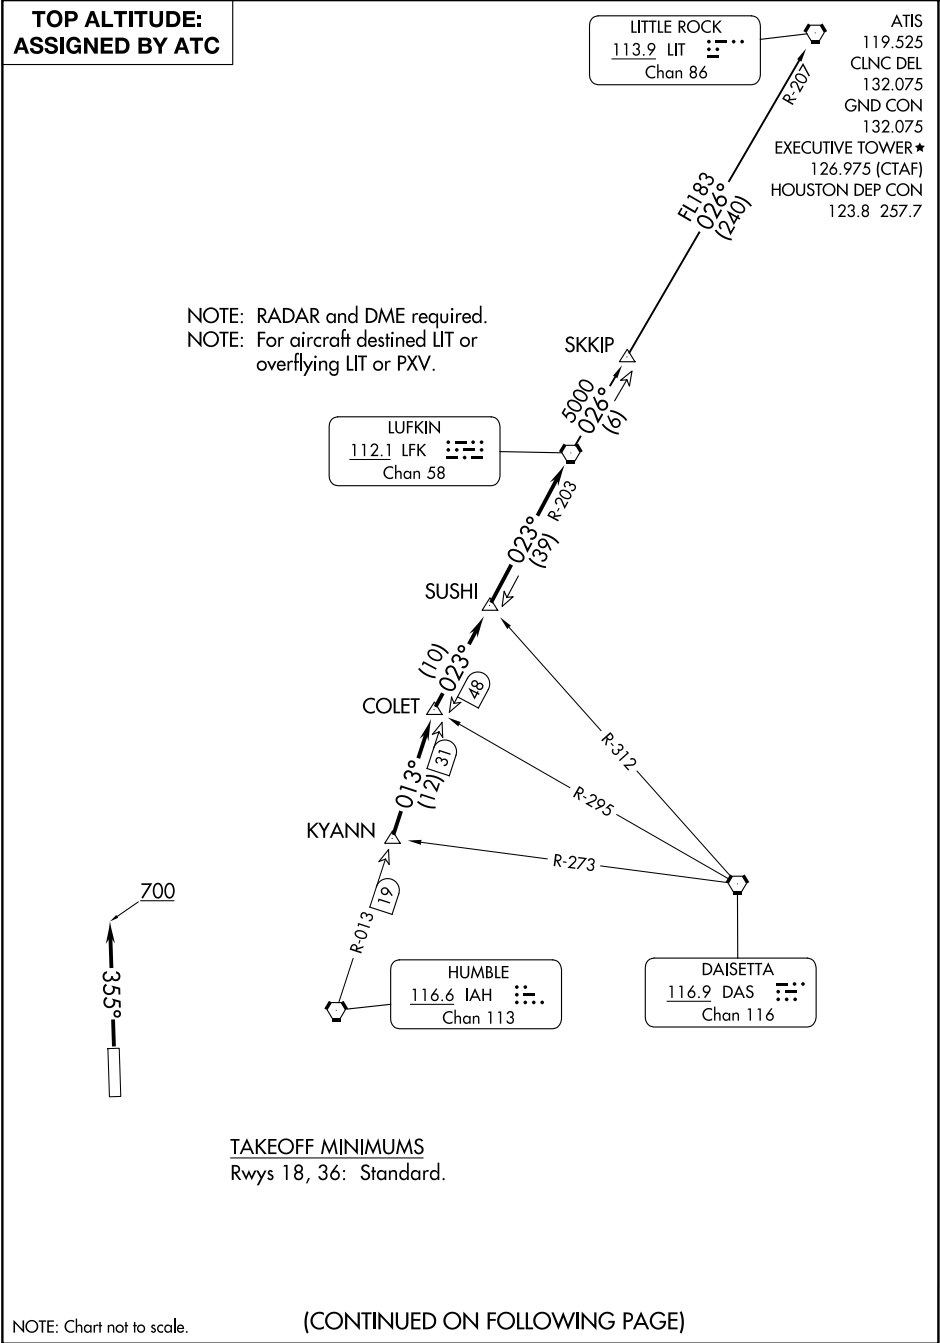 TOP ALTITUDE:
ASSIGNED BY ATC
LITTLE ROCK
113.9 LIT
Chan 86
ATIS
119.525
CLNC DEL
132.075
GND CON
132.075
EXECUTIVE TOWER★
126.975 (CTAF)
HOUSTON DEP CON
123.8 257.7
R-207
FL183
026°
(240)
NOTE: RADAR and DME required.
NOTE: For aircraft destined LIT or
overflying LIT or PXV.
SKKIP
5000
026°
(6)
LUFKIN
112.1 LFK
Chan 58
R-203
023°
(39)
SUSHI
(10)
023°
48
COLET
31
013°
(12)
R-312
R-295
KYANN
R-273
19
R-013
700
355°
HUMBLE
116.6 IAH
Chan 113
DAISETTA
116.9 DAS
Chan 116
TAKEOFF MINIMUMS
Rwys 18, 36: Standard.
NOTE: Chart not to scale.
(CONTINUED ON FOLLOWING PAGE)